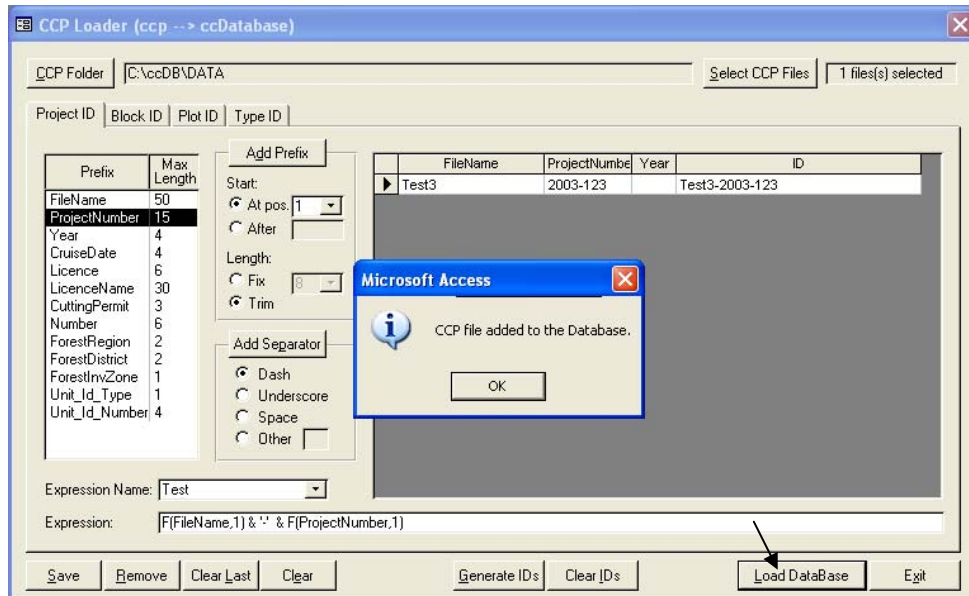 CCP Loader (ccp --> ccDatabase)
CCP Folder C:\ccDB\DATA Select CCP Files 1 files(s) selected
Project ID Block ID Plot ID Type ID
Prefix Max Length
FileName 50
ProjectNumber 15
Year 4
CruiseDate 4
Licence 6
LicenceName 30
CuttingPermit 3
Number 6
ForestRegion 2
ForestDistrict 2
ForestInvZone 1
Unit_Id_Type 1
Unit_Id_Number 4
Add Prefix
Start:
At pos. 1
After
Length:
Fix 8
Trim
Add Separator
Dash
Underscore
Space
Other
FileName ProjectNumbe Year ID
Test3 2003-123 Test3-2003-123
Microsoft Access
CCP file added to the Database.
OK
Expression Name: Test
Expression: F(FileName,1) & '-' & F(ProjectNumber,1)
Save Remove Clear Last Clear Generate IDs Clear IDs Load DataBase Exit